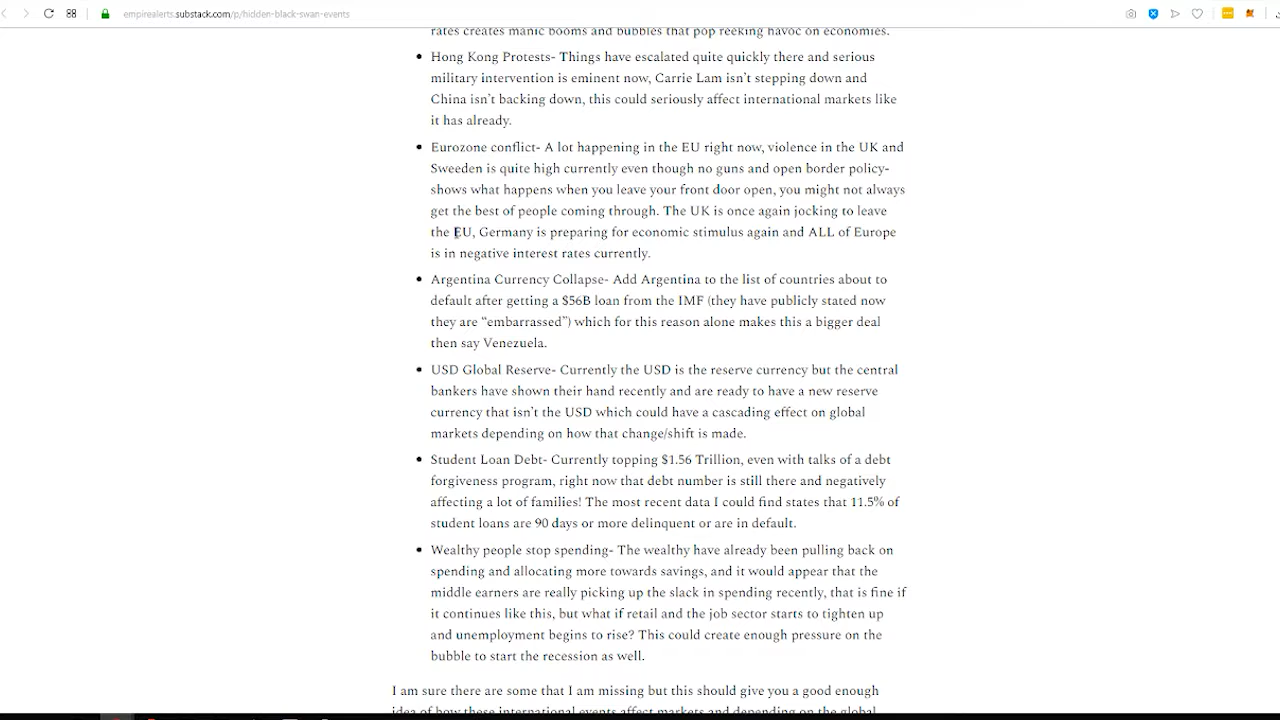 empirealerts.substack.com/p/hidden-black-swan-events
rates creates manic booms and bubbles that pop reeking havoc on economies.
Hong Kong Protests- Things have escalated quite quickly there and serious
military intervention is eminent now, Carrie Lam isn't stepping down and
China isn't backing down, this could seriously affect international markets like
it has already.
Eurozone conflict- A lot happening in the EU right now, violence in the UK and
Sweden is quite high currently even though no guns and open border policy-
shows what happens when you leave your front door open, you might not always
get the best of people coming through. The UK is once again jocking to leave
the EU, Germany is preparing for economic stimulus again and ALL of Europe
is in negative interest rates currently.
Argentina Currency Collapse- Add Argentina to the list of countries about to
default after getting a $56B loan from the IMF (they have publicly stated now
they are “embarrassed”) which for this reason alone makes this a bigger deal
then say Venezuela.
USD Global Reserve- Currently the USD is the reserve currency but the central
bankers have shown their hand recently and are ready to have a new reserve
currency that isn't the USD which could have a cascading effect on global
markets depending on how that change/shift is made.
Student Loan Debt- Currently topping $1.56 Trillion, even with talks of a debt
forgiveness program, right now that debt number is still there and negatively
affecting a lot of families! The most recent data I could find states that 11.5% of
student loans are 90 days or more delinquent or are in default.
Wealthy people stop spending- The wealthy have already been pulling back on
spending and allocating more towards savings, and it would appear that the
middle earners are really picking up the slack in spending recently, that is fine if
it continues like this, but what if retail and the job sector starts to tighten up
and unemployment begins to rise? This could create enough pressure on the
bubble to start the recession as well.
I am sure there are some that I am missing but this should give you a good enough
idea of how these international events affect markets and depending on the global